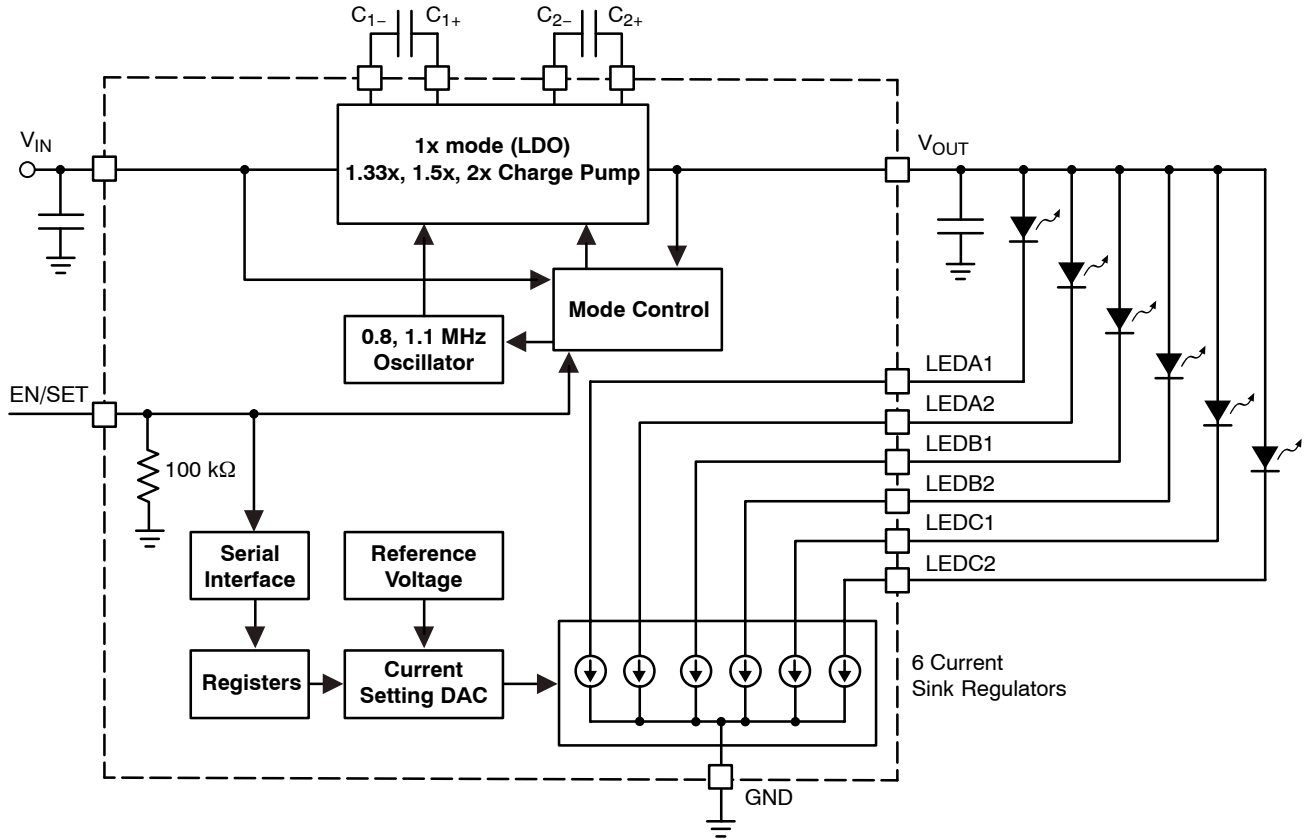 C1− C1+ C2− C2+
VIN
1x mode (LDO)
1.33x, 1.5x, 2x Charge Pump
VOUT
Mode Control
0.8, 1.1 MHz
Oscillator
EN/SET
100 kΩ
LEDA1
LEDA2
LEDB1
LEDB2
LEDC1
LEDC2
Serial
Interface
Reference
Voltage
Registers
Current
Setting DAC
6 Current
Sink Regulators
GND